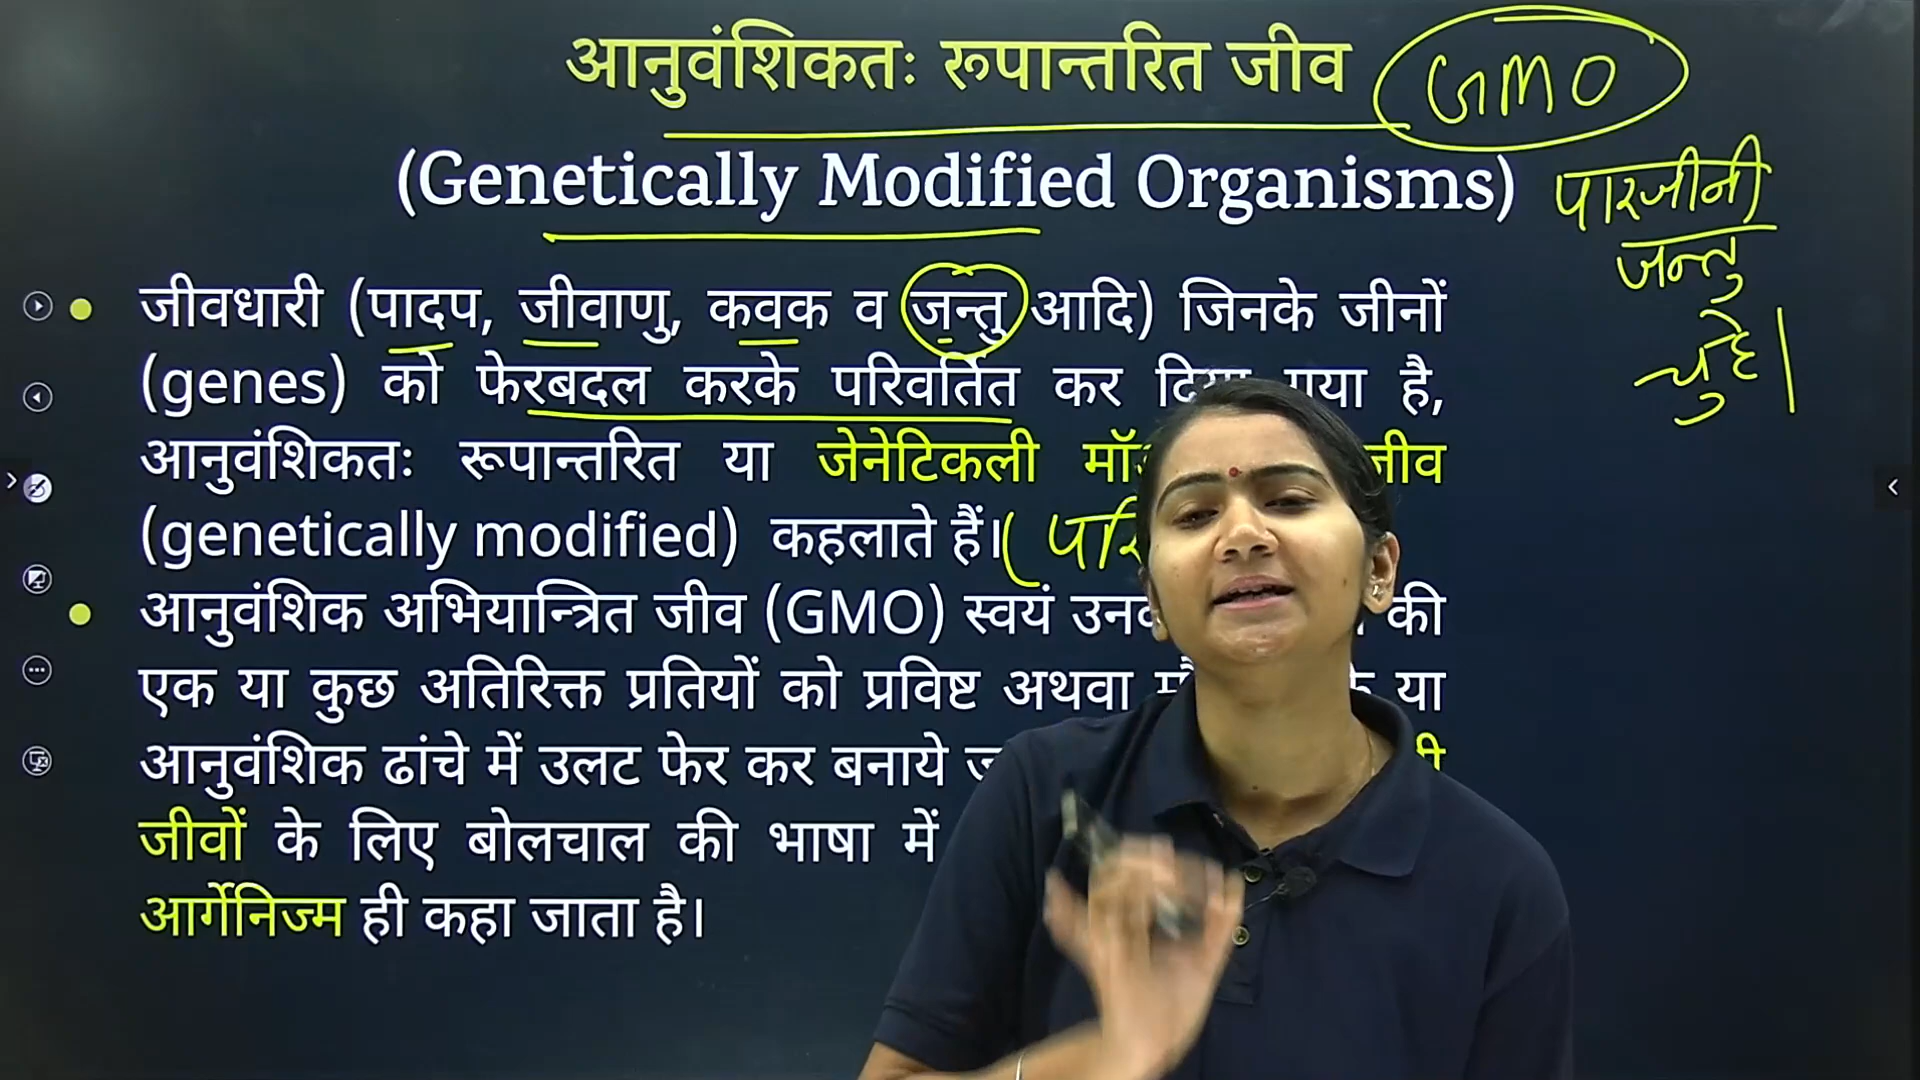 आनुवंशिकतः रूपान्तरित जीव GMO
(Genetically Modified Organisms)
पारजीनी
जन्तु
चुहे।
जीवधारी (पादप, जीवाणु, कवक व जन्तु आदि) जिनके जीनों
(genes) को फेरबदल करके परिवर्तित कर दिया गया है,
आनुवंशिकतः रूपान्तरित या जेनेटिकली जीव
(genetically modified) कहलाते हैं। (
आनुवंशिक अभियान्त्रित जीव (GMO) स्वयं की
एक या कुछ अतिरिक्त प्रतियों को प्रविष्ट अथवा या
आनुवंशिक ढांचे में उलट फेर कर बनाये
जीवों के लिए बोलचाल की भाषा में
आर्गेनिज्म ही कहा जाता है।